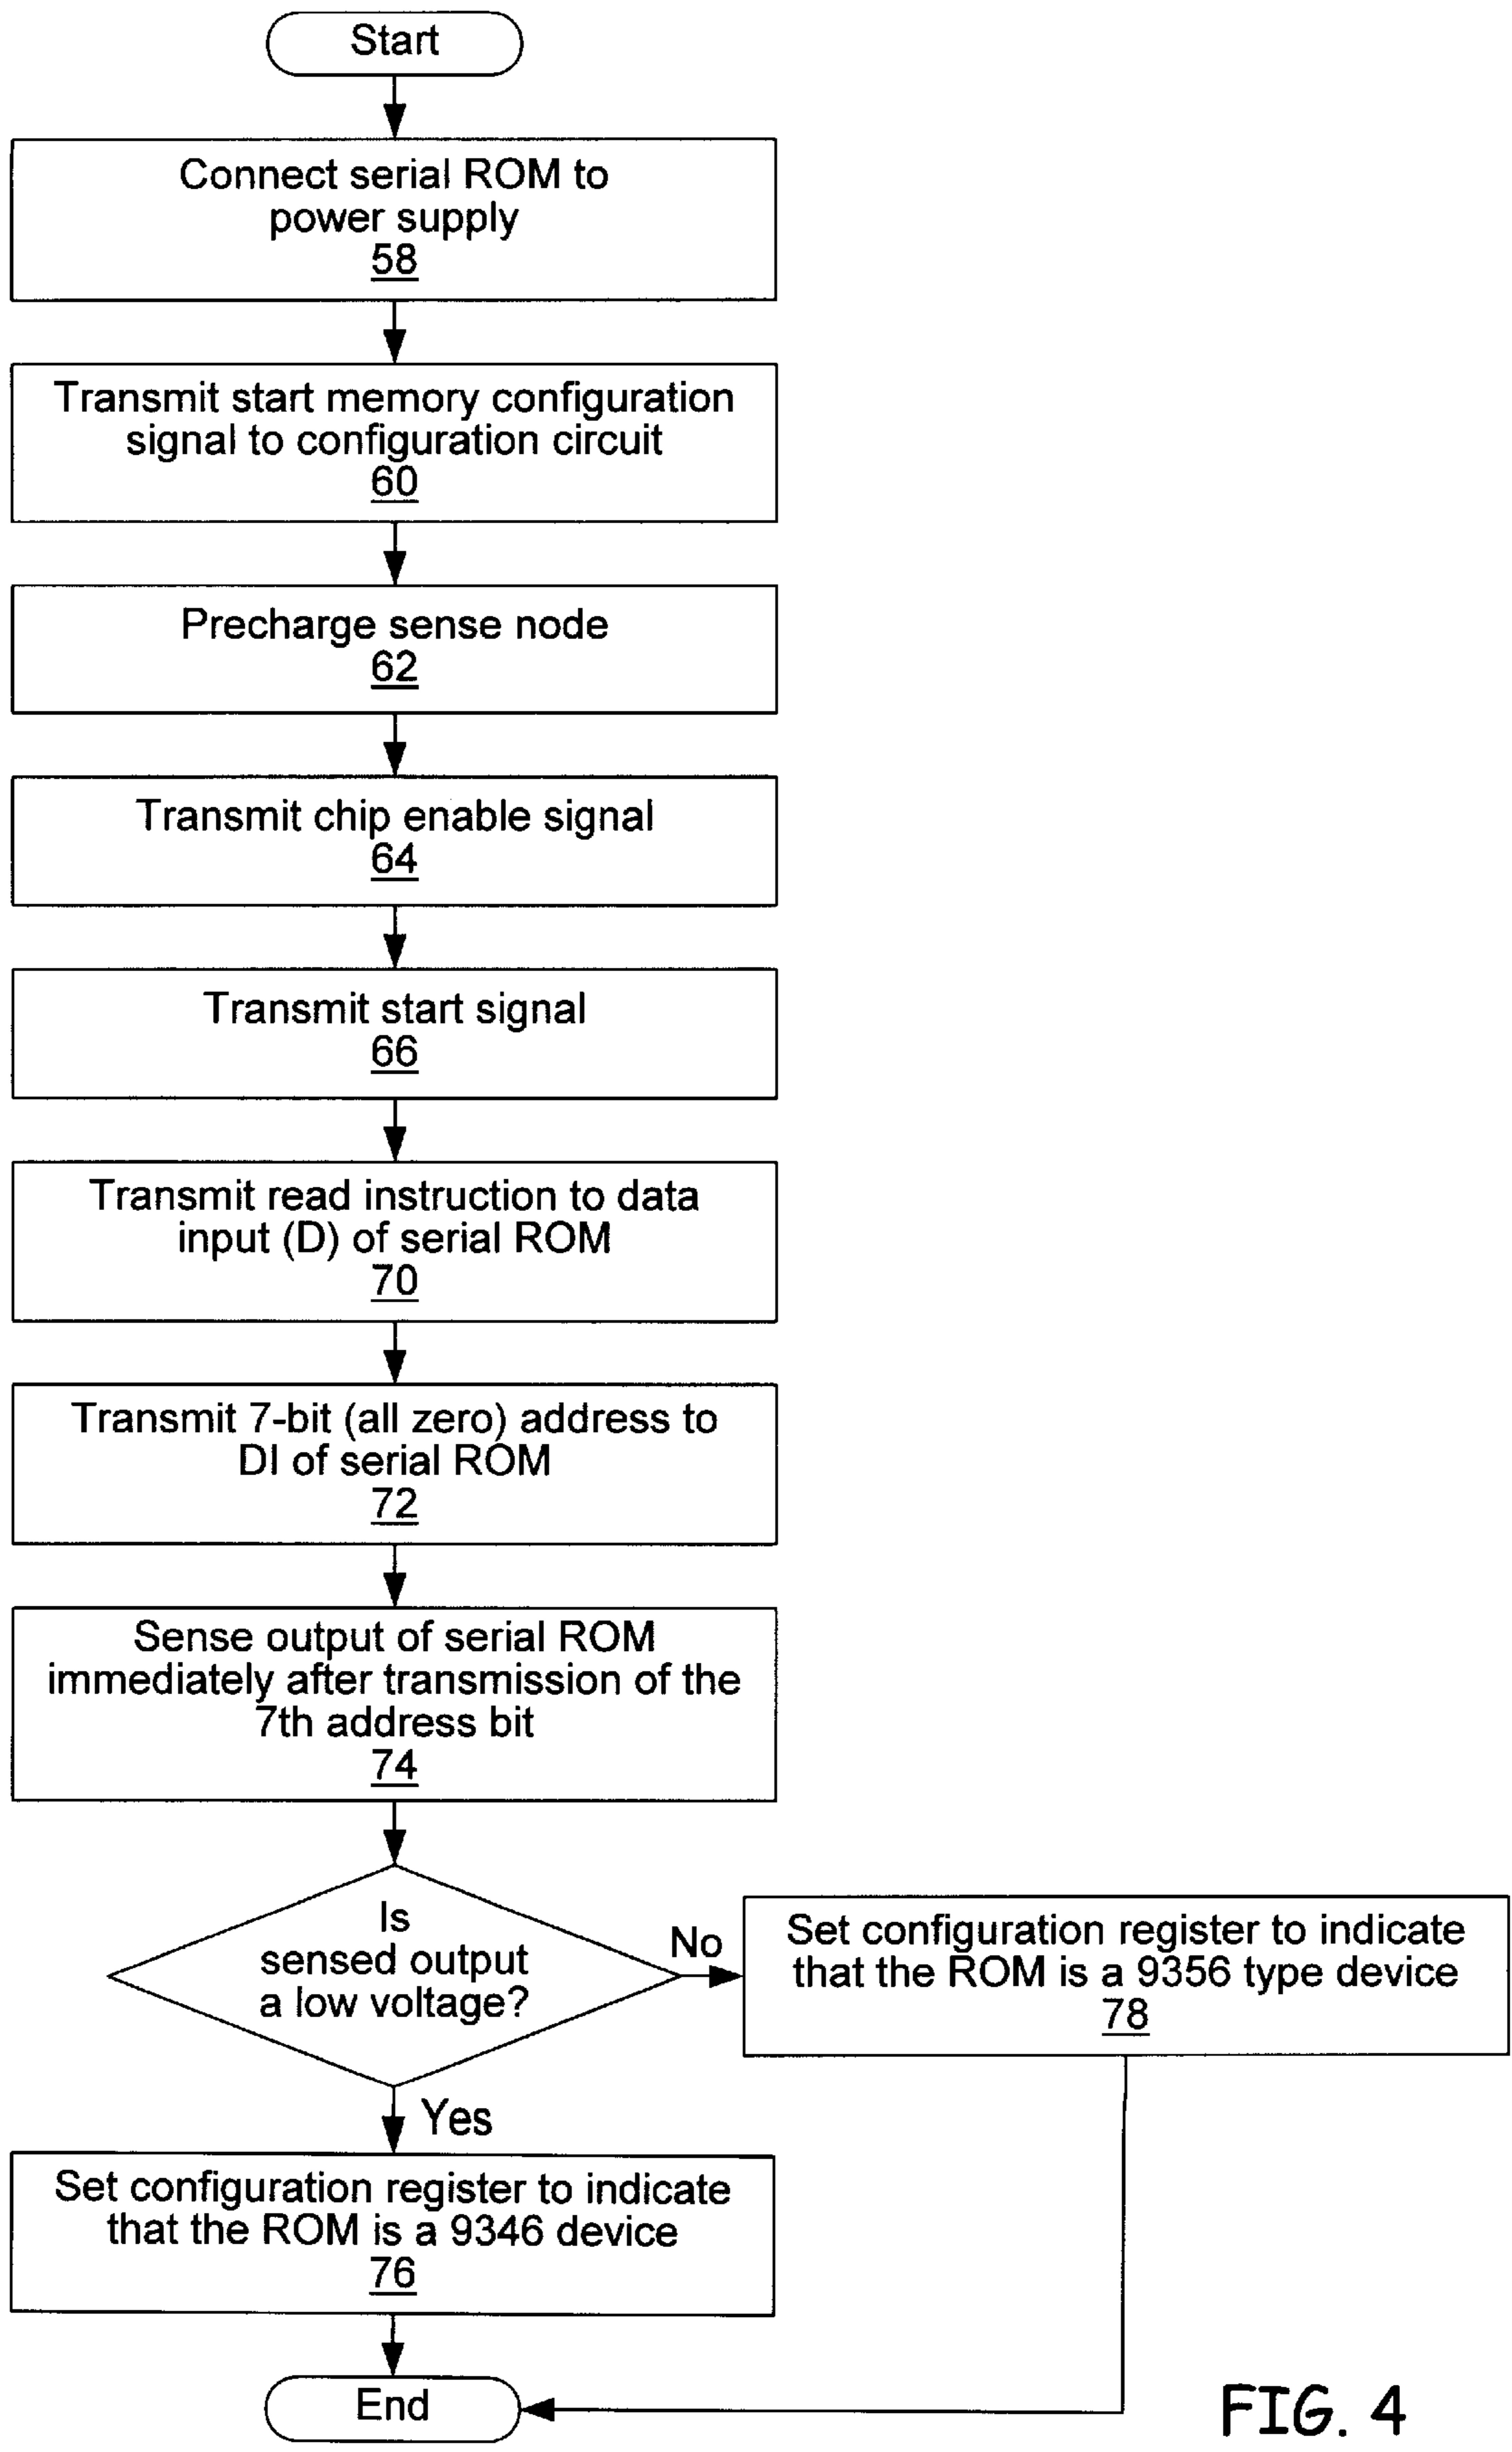 Start
Connect serial ROM to
power supply
58
Transmit start memory configuration
signal to configuration circuit
60
Precharge sense node
62
Transmit chip enable signal
64
Transmit start signal
66
Transmit read instruction to data
input (D) of serial ROM
70
Transmit 7-bit (all zero) address to
DI of serial ROM
72
Sense output of serial ROM
immediately after transmission of the
7th address bit
74
Is
sensed output
a low voltage?
No
Set configuration register to indicate
that the ROM is a 9356 type device
78
Yes
Set configuration register to indicate
that the ROM is a 9346 device
76
End
FIG. 4